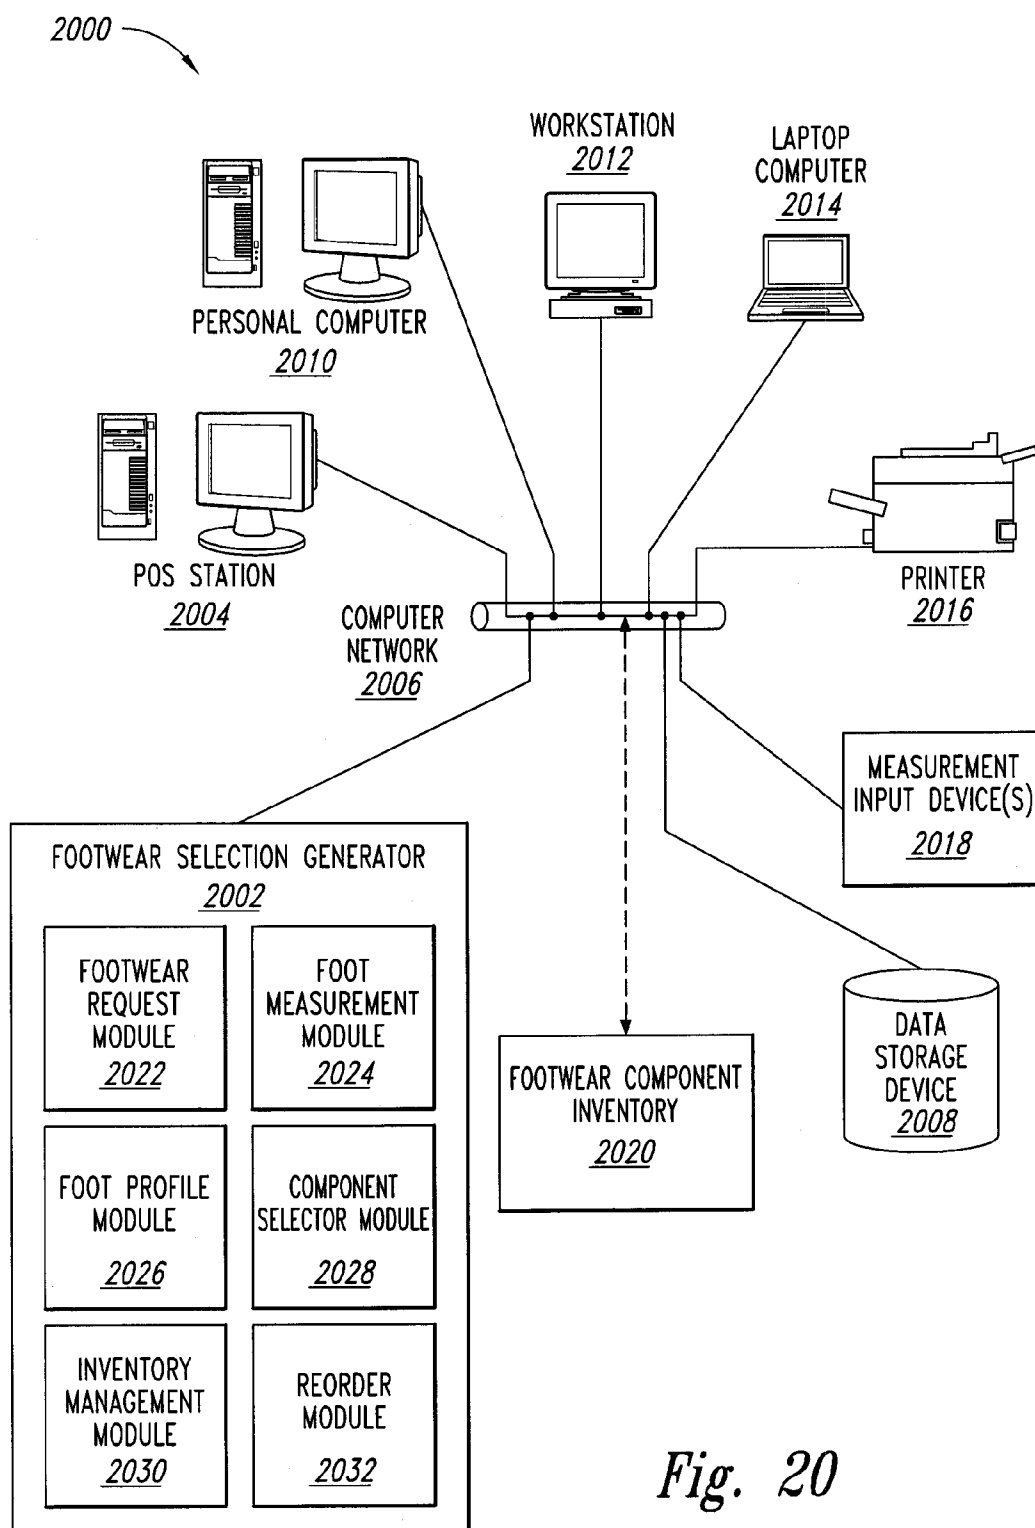 2000
WORKSTATION
2012
LAPTOP
COMPUTER
2014
PERSONAL COMPUTER
2010
POS STATION
2004
PRINTER
2016
COMPUTER
NETWORK
2006
MEASUREMENT
INPUT DEVICE(S)
2018
FOOTWEAR SELECTION GENERATOR
2002
FOOTWEAR
REQUEST
MODULE
2022
FOOT
MEASUREMENT
MODULE
2024
FOOT PROFILE
MODULE
2026
COMPONENT
SELECTOR MODULE
2028
INVENTORY
MANAGEMENT
MODULE
2030
REORDER
MODULE
2032
FOOTWEAR COMPONENT
INVENTORY
2020
DATA
STORAGE
DEVICE
2008
Fig. 20